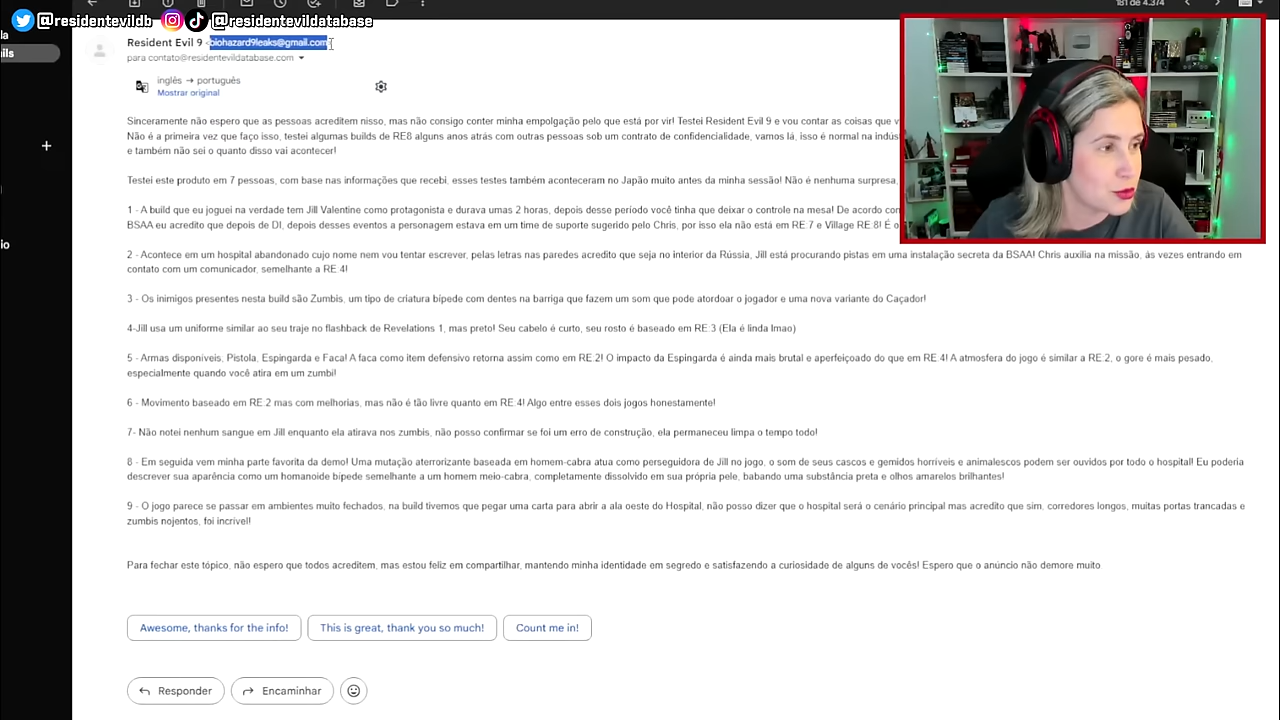 @residentevildb @residentevildatabase
181 de 4.374
ils
io
Resident Evil 9 <biohazard9leaks@gmail.com>
para contato@residentevildatabase.com
inglês → português
Mostrar original
Sinceramente não espero que as pessoas acreditem nisso, mas não consigo conter minha empolgação pelo que está por vir! Testei Resident Evil 9 e vou contar as coisas que v
Não é a primeira vez que faço isso, testei algumas builds de RE8 alguns anos atrás com outras pessoas sob um contrato de confidencialidade, vamos lá, isso é normal na indús
e também não sei o quanto disso vai acontecer!
Testei este produto em 7 pessoas, com base nas informações que recebi, esses testes também aconteceram no Japão muito antes da minha sessão! Não é nenhuma surpresa,
1 - A build que eu joguei na verdade tem Jill Valentine como protagonista e durava umas 2 horas, depois desse período você tinha que deixar o controle na mesa! De acordo con
BSAA eu acredito que depois de DI, depois desses eventos a personagem estava em um time de suporte sugerido pelo Chris, por isso ela não está em RE:7 e Village RE:8! É o
2 - Acontece em um hospital abandonado cujo nome nem vou tentar escrever, pelas letras nas paredes acredito que seja no interior da Rússia, Jill está procurando pistas em uma instalação secreta da BSAA! Chris auxilia na missão, às vezes entrando em
contato com um comunicador, semelhante a RE:4!
3 - Os inimigos presentes nesta build são Zumbis, um tipo de criatura bípede com dentes na barriga que fazem um som que pode atordoar o jogador e uma nova variante do Caçador!
4-Jill usa um uniforme similar ao seu traje no flashback de Revelations 1, mas preto! Seu cabelo é curto, seu rosto é baseado em RE:3 (Ela é linda lmao)
5 - Armas disponíveis, Pistola, Espingarda e Faca! A faca como item defensivo retorna assim como em RE:2! O impacto da Espingarda é ainda mais brutal e aperfeiçoado do que em RE:4! A atmosfera do jogo é similar a RE:2, o gore é mais pesado,
especialmente quando você atira em um zumbi!
6 - Movimento baseado em RE:2 mas com melhorias, mas não é tão livre quanto em RE:4! Algo entre esses dois jogos honestamente!
7- Não notei nenhum sangue em Jill enquanto ela atirava nos zumbis, não posso confirmar se foi um erro de construção, ela permaneceu limpa o tempo todo!
8 - Em seguida vem minha parte favorita da demo! Uma mutação aterrorizante baseada em homem-cabra atua como perseguidora de Jill no jogo, o som de seus cascos e gemidos horríveis e animalescos podem ser ouvidos por todo o hospital! Eu poderia
descrever sua aparência como um humanoide bípede semelhante a um homem meio-cabra, completamente dissolvido em sua própria pele, babando uma substância preta e olhos amarelos brilhantes!
9 - O jogo parece se passar em ambientes muito fechados, na build tivemos que pegar uma carta para abrir a ala oeste do Hospital, não posso dizer que o hospital será o cenário principal mas acredito que sim, corredores longos, muitas portas trancadas e
zumbis nojentos, foi incrível!
Para fechar este tópico, não espero que todos acreditem, mas estou feliz em compartilhar, mantendo minha identidade em segredo e satisfazendo a curiosidade de alguns de vocês! Espero que o anúncio não demore muito.
Awesome, thanks for the info! This is great, thank you so much! Count me in!
Responder Encaminhar